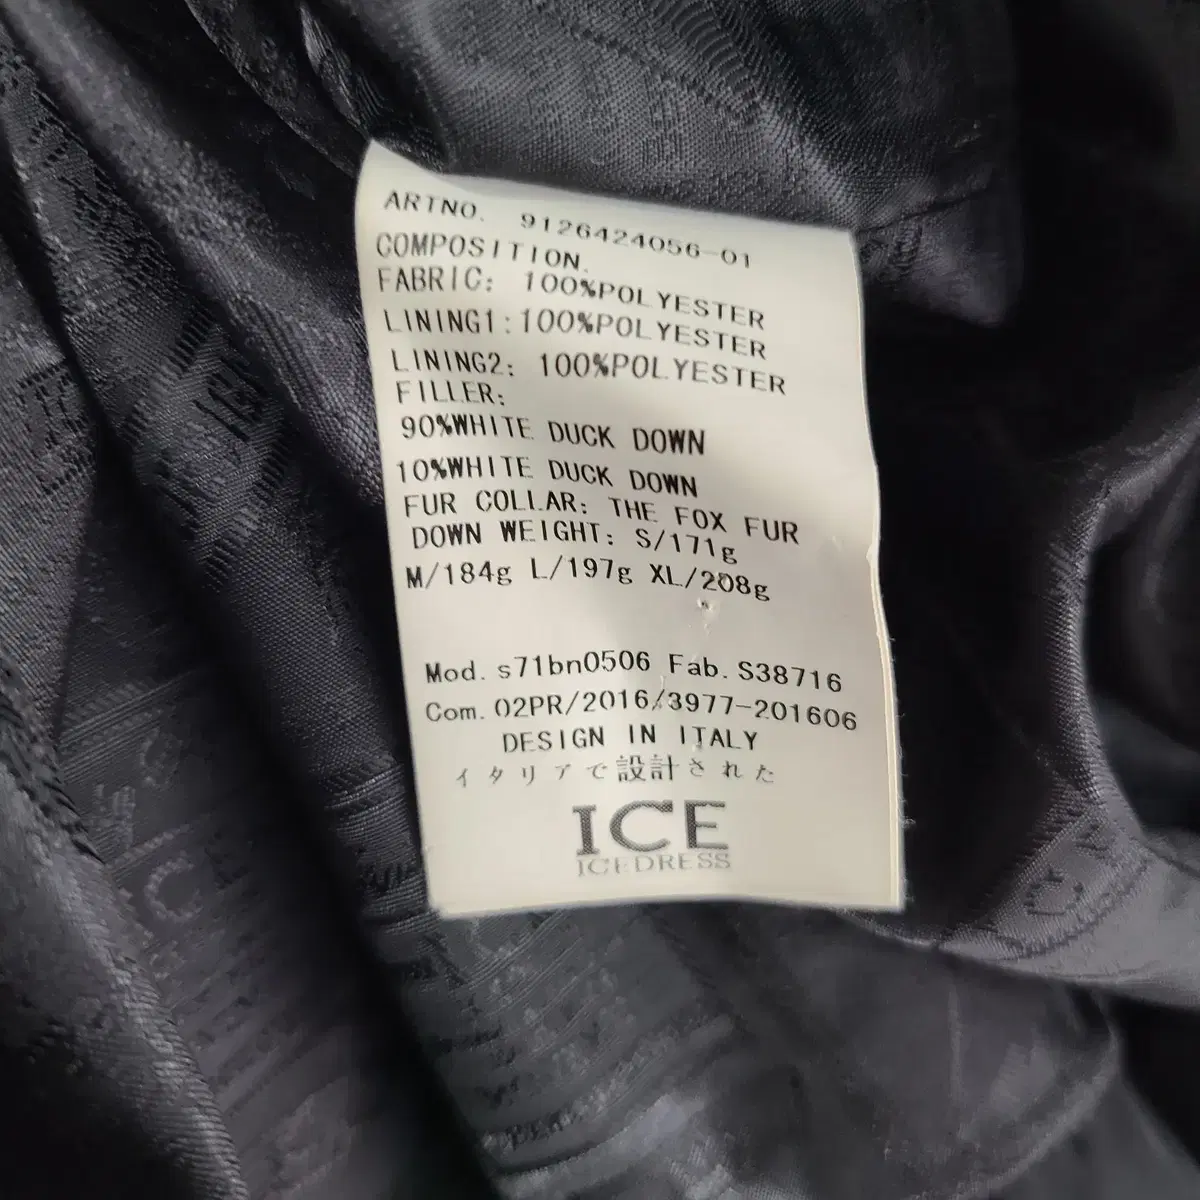 ARTNO. 9126424056-01
COMPOSITION.
FABRIC: 100%POLYESTER
LINING1:100%POLYESTER
LINING2: 100%POLYESTER
FILLER:
90%WHITE DUCK DOWN
10%WHITE DUCK DOWN
FUR COLLAR: THE FOX FUR
DOWN WEIGHT: S/171g
M/184g L/197g XL/208g
Mod. s71bn0506 Fab. S38716
Com. 02PR/2016/3977-201606
DESIGN IN ITALY
イタリアで設計された
ICE
ICEDRESS